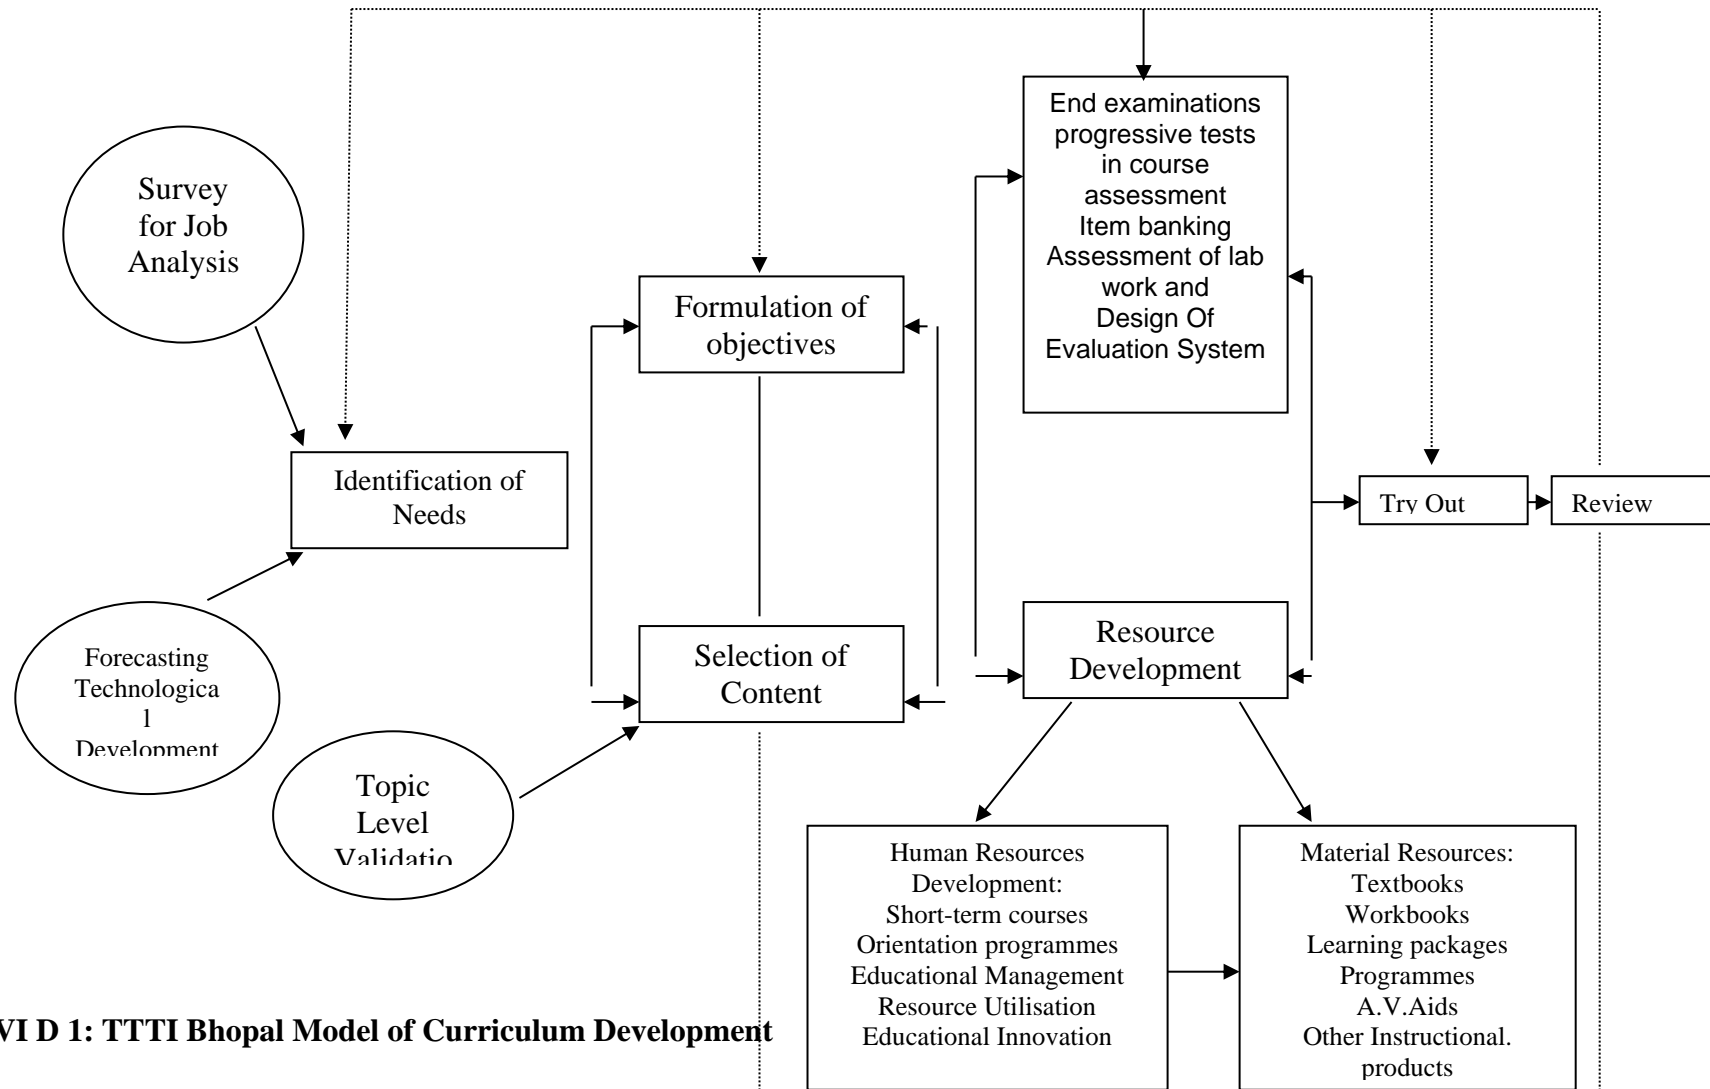 End examinations
progressive tests
in course
assessment
Item banking
Assessment of lab
work and
Design Of
Evaluation System
Survey
for Job
Analysis
Formulation of
objectives
Identification of
Needs
Try Out
Review
Forecasting
Technologica
l
Development
Selection of
Content
Resource
Development
Topic
Level
Validatio
Human Resources
Development:
Short-term courses
Orientation programmes
Educational Management
Resource Utilisation
Educational Innovation
Material Resources:
Textbooks
Workbooks
Learning packages
Programmes
A.V.Aids
Other Instructional.
products
VI D 1: TTTI Bhopal Model of Curriculum Development